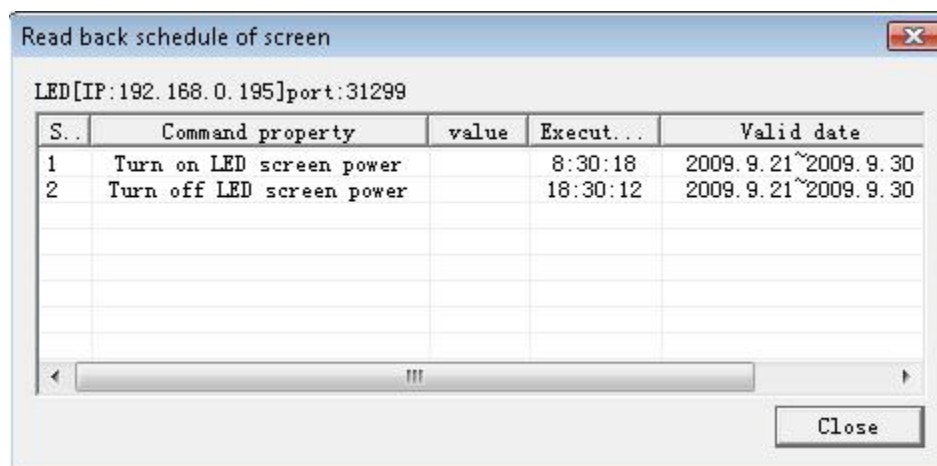 Read back schedule of screen
LED[IP:192.168.0.195]port:31299
S.. Command property value Execut... Valid date
1 Turn on LED screen power 8:30:18 2009.9.21~2009.9.30
2 Turn off LED screen power 18:30:12 2009.9.21~2009.9.30
Close